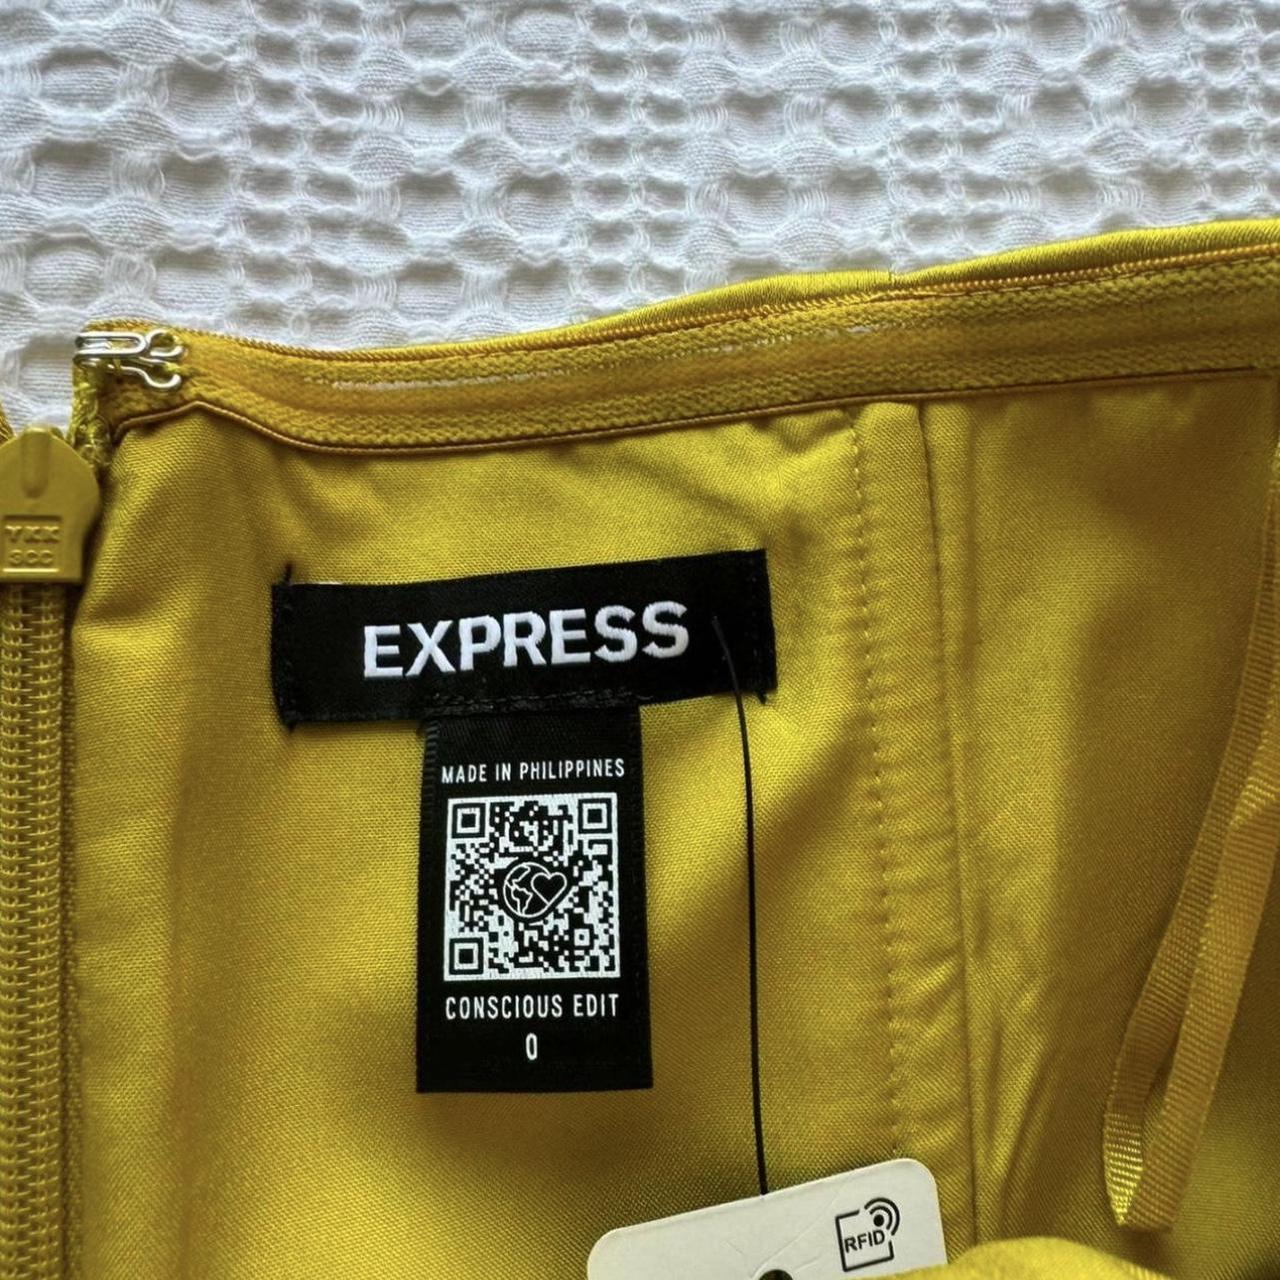 YKK
EXPRESS
MADE IN PHILIPPINES
CONSCIOUS EDIT
0
RFID